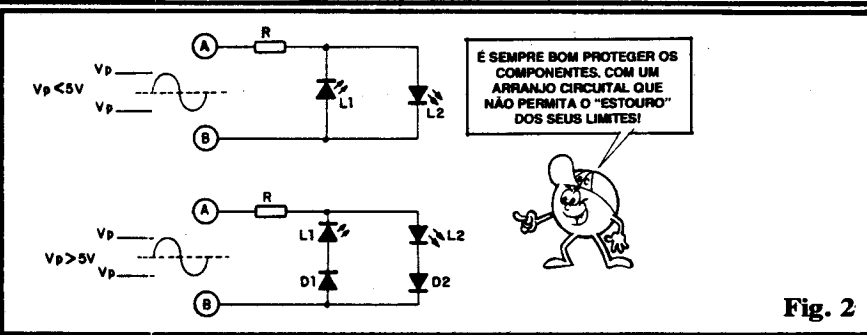 A
R
Vp
Vp<5V
Vp
L1
L2
B
É SEMPRE BOM PROTEGER OS
COMPONENTES. COM UM
ARRANJO CIRCUITAL QUE
NÃO PERMITA O "ESTOURO"
DOS SEUS LIMITES!
A
R
Vp
Vp>5V
Vp
L1
L2
D1
D2
B
Fig. 2